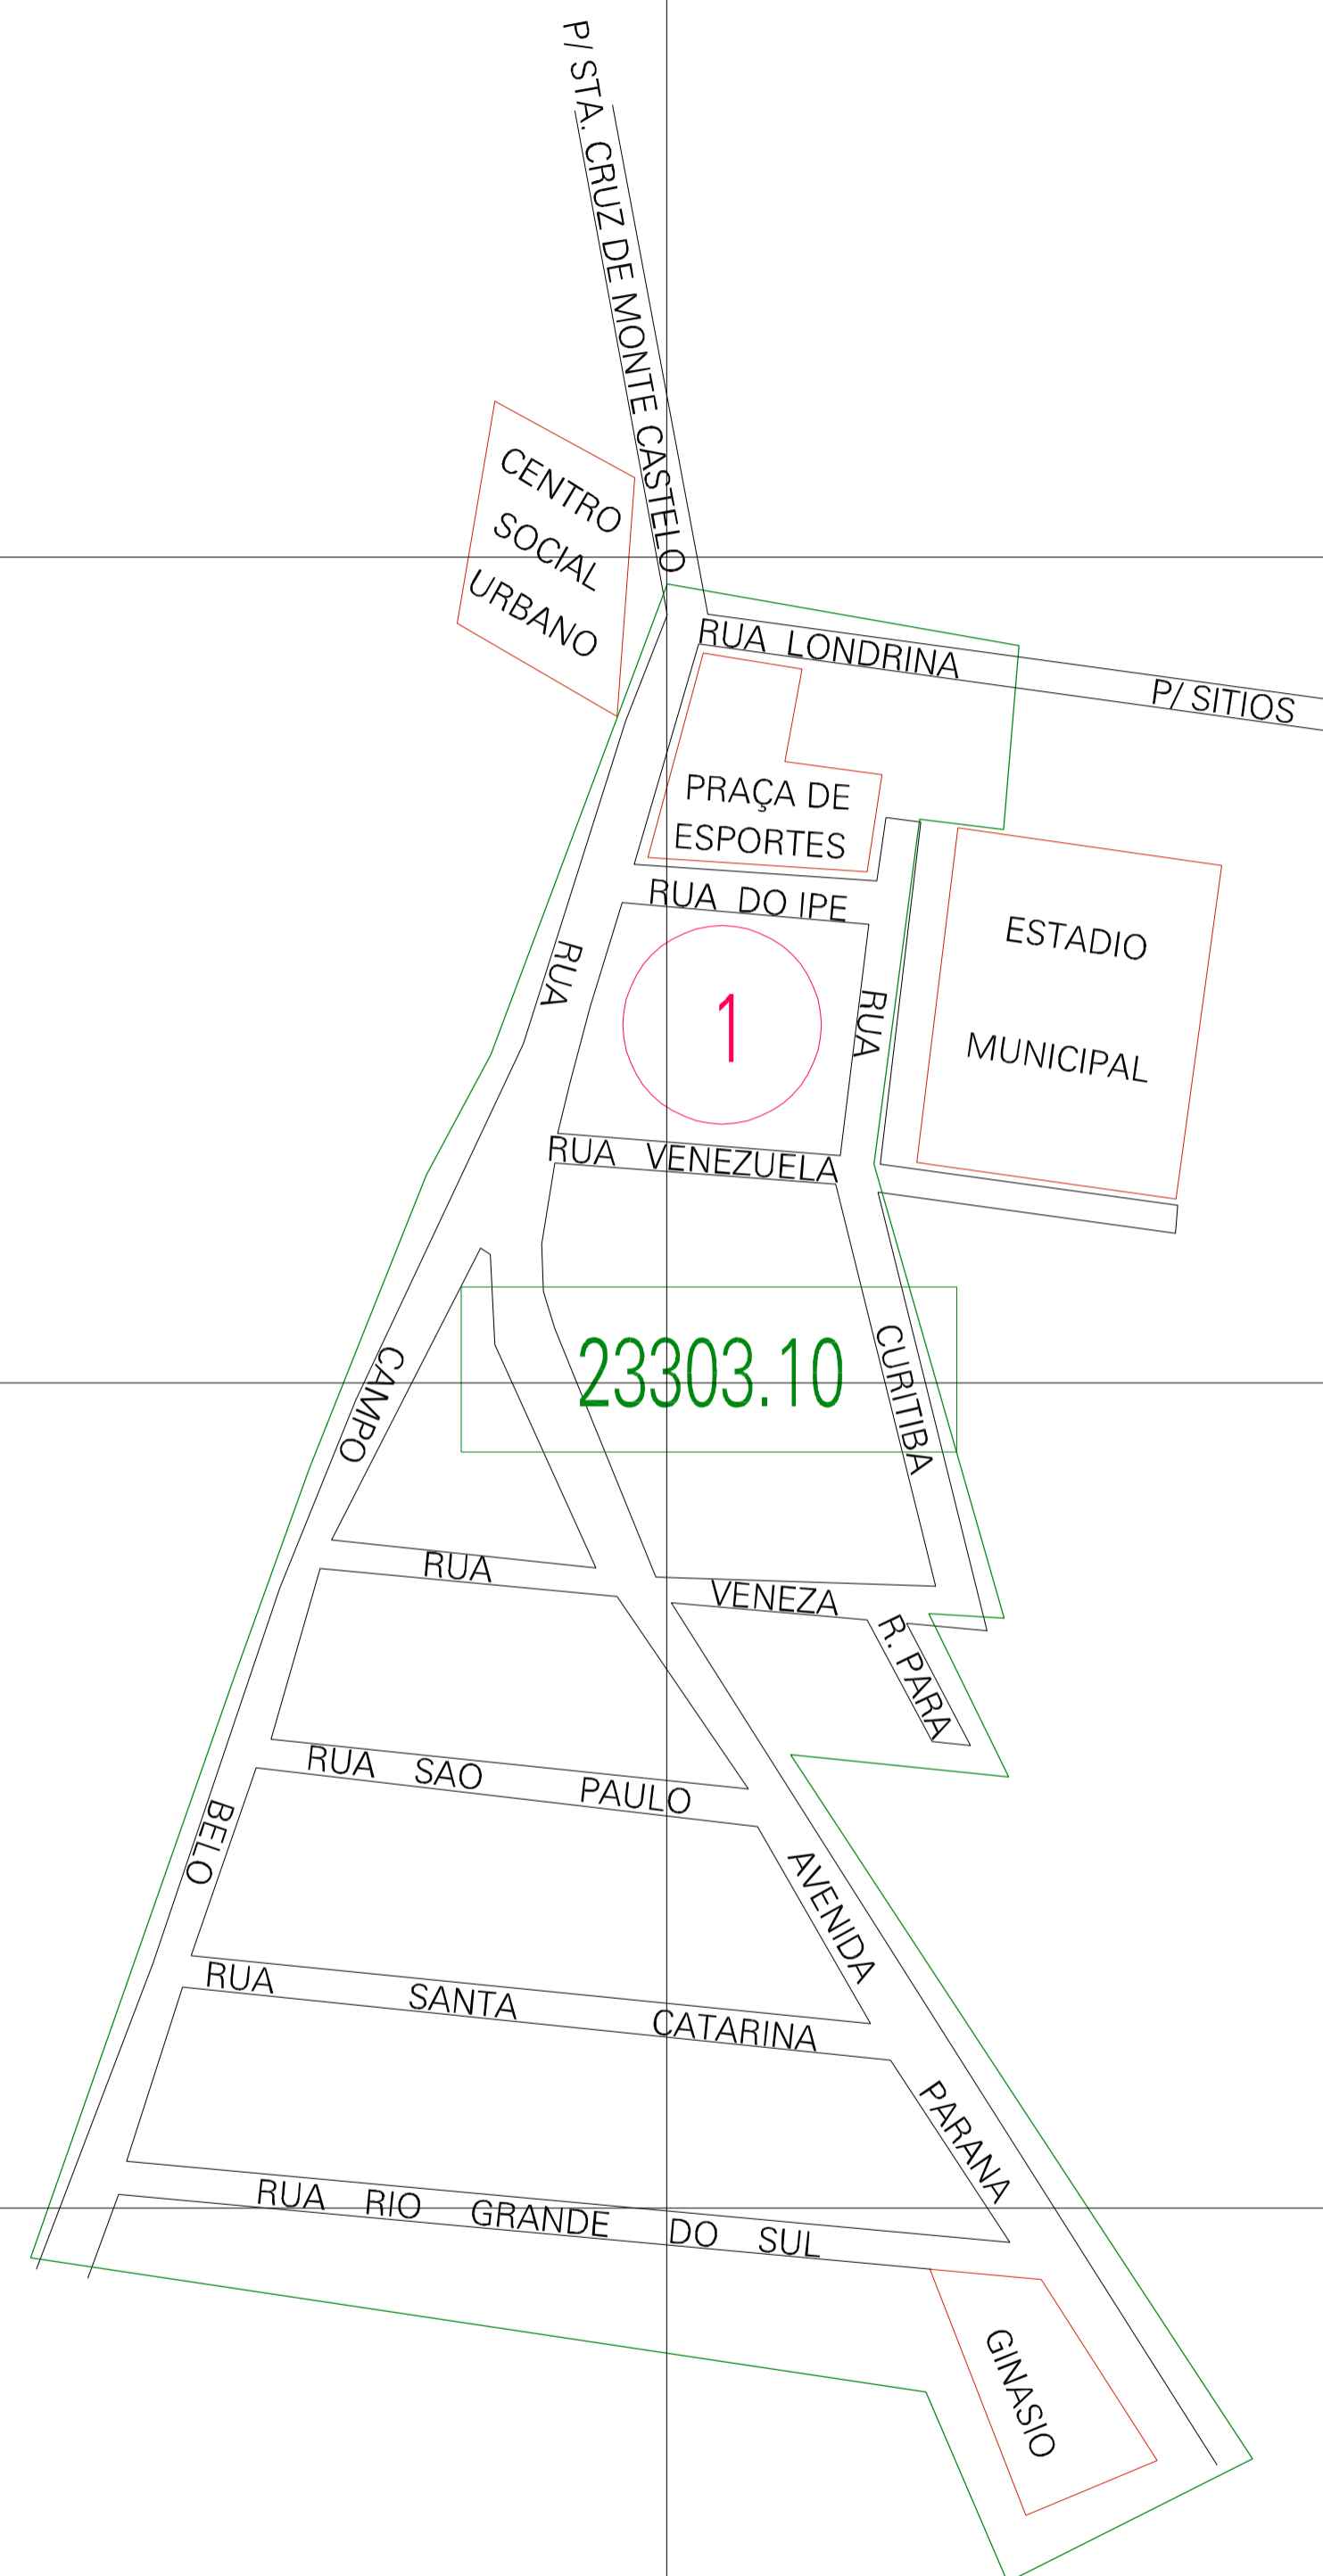 P/ STA. CRUZ DE MONTE CASTELO
CENTRO
SOCIAL
URBANO
RUA LONDRINA
P/ SITIOS
PRAÇA DE
ESPORTES
RUA DO IPE
ESTADIO
MUNICIPAL
1
RUA CAMPO BELO
RUA CURITIBA
RUA VENEZUELA
23303.10
RUA VENEZA
R. PARA
RUA SAO PAULO
AVENIDA PARANA
RUA SANTA CATARINA
RUA RIO GRANDE DO SUL
GINASIO